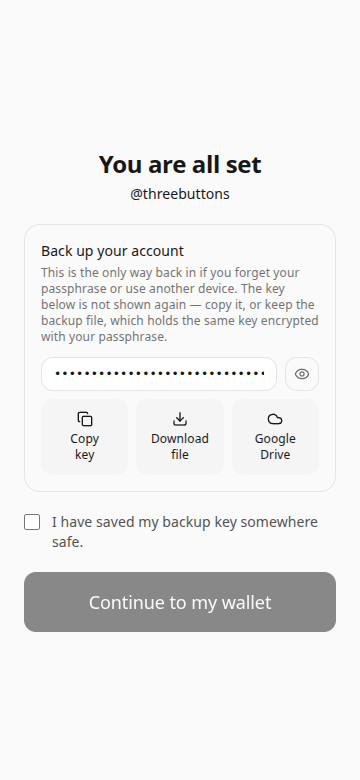 You are all set
@threebuttons
Back up your account
This is the only way back in if you forget your
passphrase or use another device. The key
below is not shown again — copy it, or keep the
backup file, which holds the same key encrypted
with your passphrase.
••••••••••••••••••••••••••••
Copy
key
Download
file
Google
Drive
I have saved my backup key somewhere
safe.
Continue to my wallet